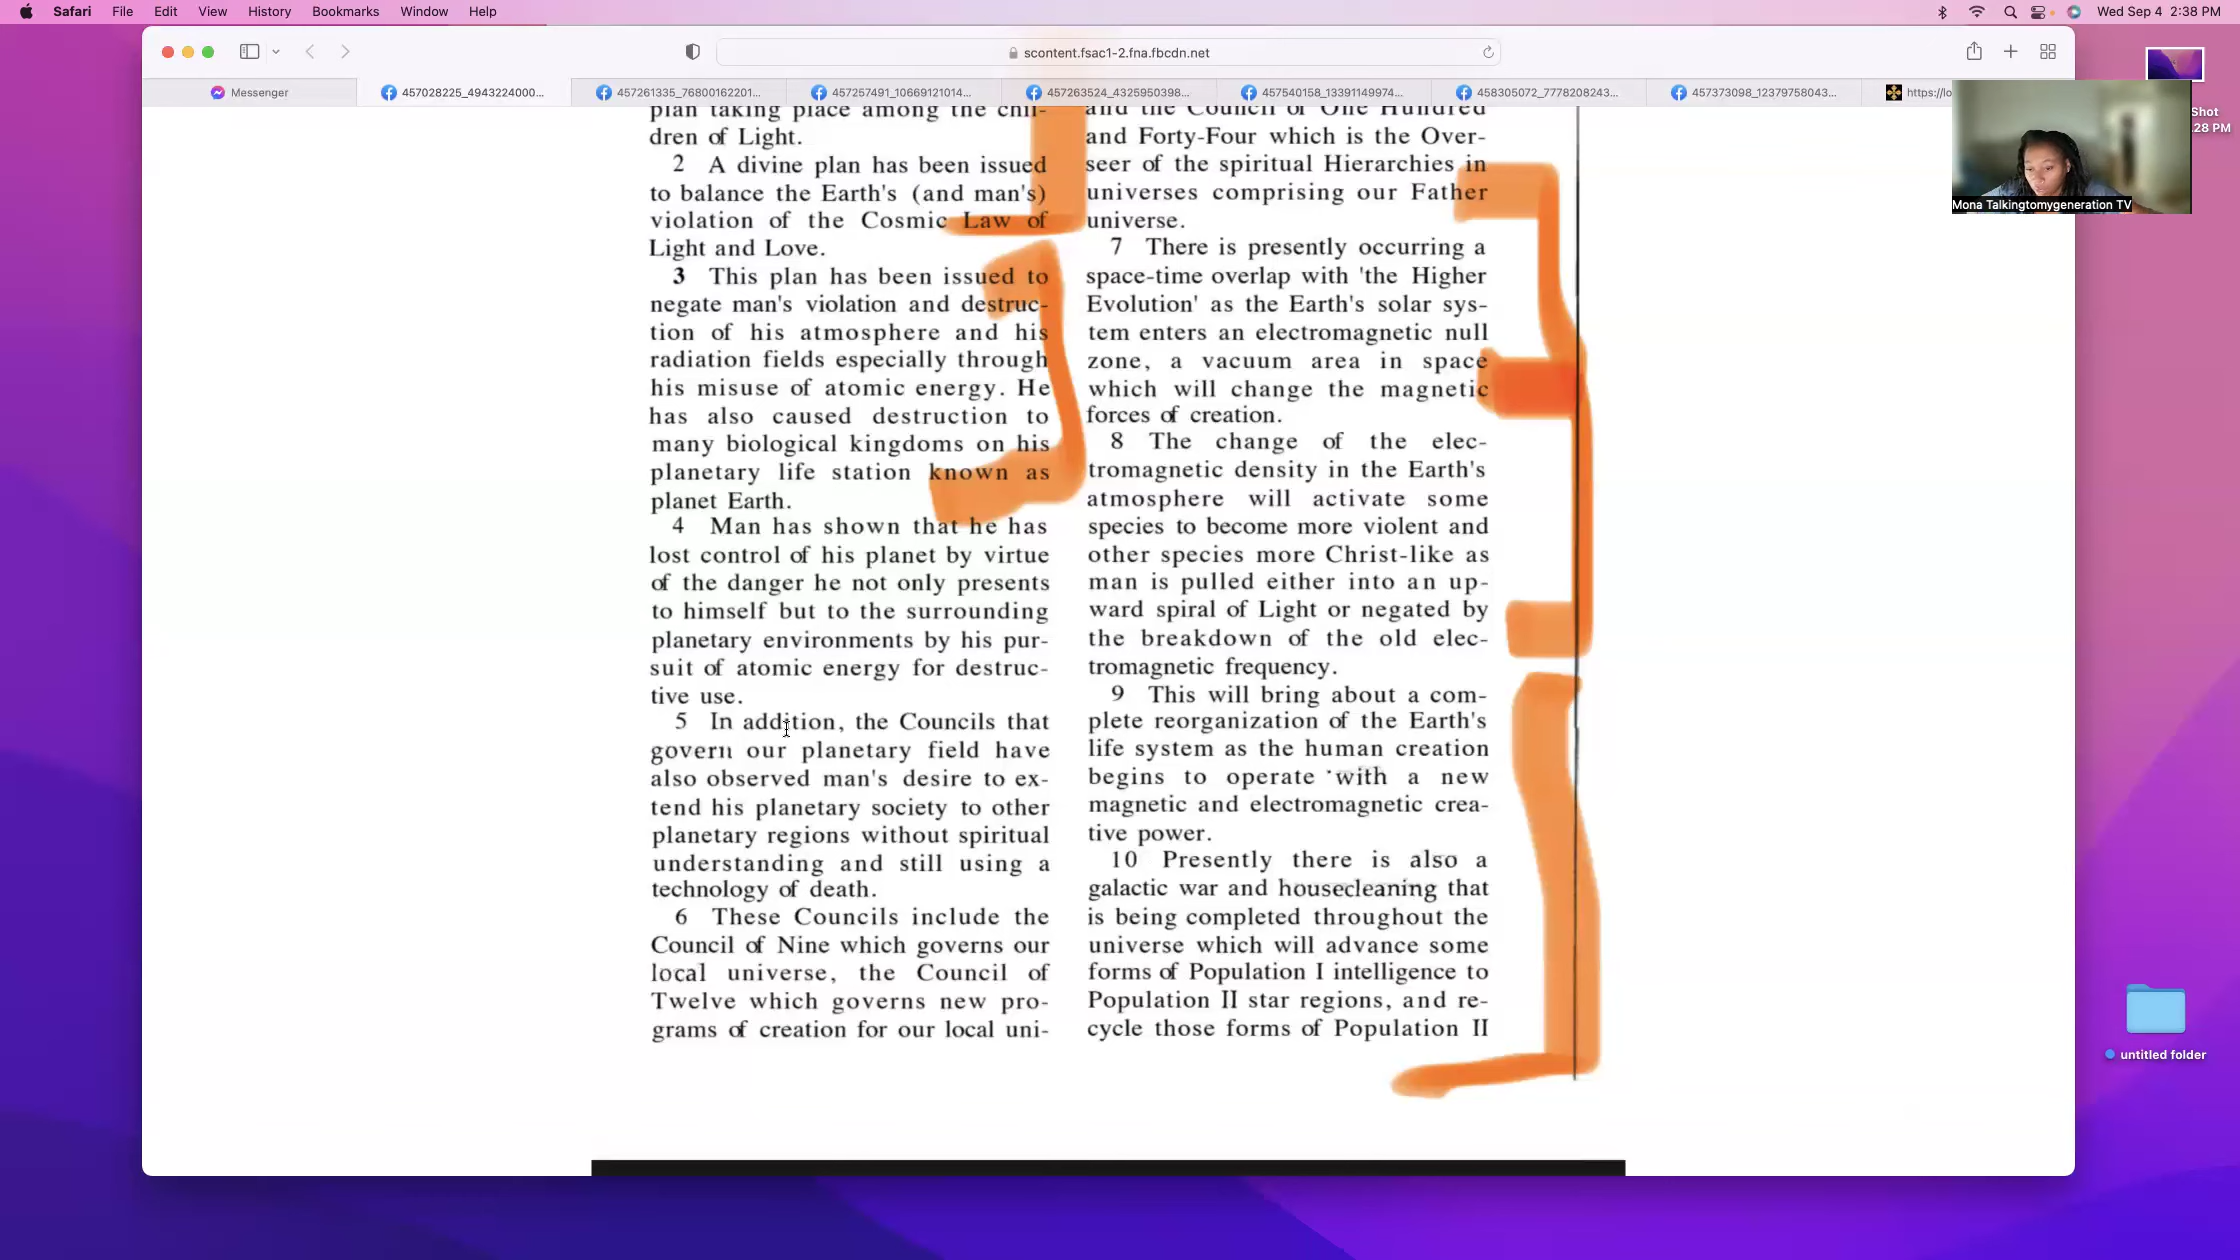 Safari File Edit View History Bookmarks Window Help
Wed Sep 4 2:38 PM
scontent.fsac1-2.fna.fbcdn.net
Messenger
457028225_4943224000...
457261335_76800162201...
457257491_10669121014...
457263524_4325950398...
457540158_13391149974...
458305072_7778208243...
457373098_12379758043...
https://lo
Shot
28 PM
Mona Talkingtomygeneration TV
plan taking place among the chil-
dren of Light.
2 A divine plan has been issued
to balance the Earth's (and man's)
violation of the Cosmic Law of
Light and Love.
3 This plan has been issued to
negate man's violation and destruc-
tion of his atmosphere and his
radiation fields especially through
his misuse of atomic energy. He
has also caused destruction to
many biological kingdoms on his
planetary life station known as
planet Earth.
4 Man has shown that he has
lost control of his planet by virtue
of the danger he not only presents
to himself but to the surrounding
planetary environments by his pur-
suit of atomic energy for destruc-
tive use.
5 In addition, the Councils that
govern our planetary field have
also observed man's desire to ex-
tend his planetary society to other
planetary regions without spiritual
understanding and still using a
technology of death.
6 These Councils include the
Council of Nine which governs our
local universe, the Council of
Twelve which governs new pro-
grams of creation for our local uni-
and the Council of One Hundred
and Forty-Four which is the Over-
seer of the spiritual Hierarchies in
universes comprising our Father
universe.
7 There is presently occurring a
space-time overlap with 'the Higher
Evolution' as the Earth's solar sys-
tem enters an electromagnetic null
zone, a vacuum area in space
which will change the magnetic
forces of creation.
8 The change of the elec-
tromagnetic density in the Earth's
atmosphere will activate some
species to become more violent and
other species more Christ-like as
man is pulled either into an up-
ward spiral of Light or negated by
the breakdown of the old elec-
tromagnetic frequency.
9 This will bring about a com-
plete reorganization of the Earth's
life system as the human creation
begins to operate with a new
magnetic and electromagnetic crea-
tive power.
10 Presently there is also a
galactic war and housecleaning that
is being completed throughout the
universe which will advance some
forms of Population I intelligence to
Population II star regions, and re-
cycle those forms of Population II
untitled folder